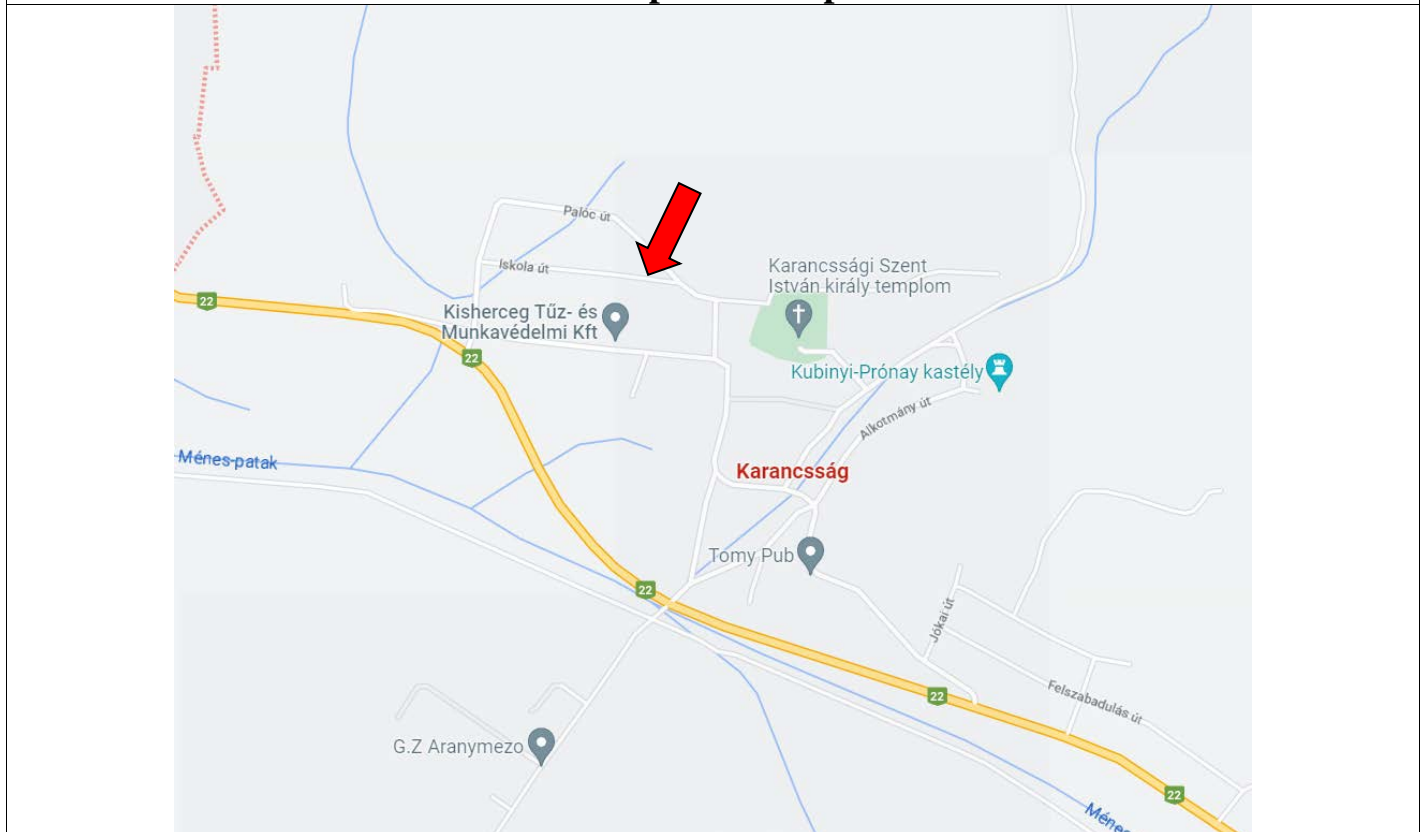 Palóc út
Iskola út
Karancssági Szent
István király templom
22
Kisherceg Tűz- és
Munkavédelmi Kft
22
Kubinyi-Prónay kastély
Alkotmány út
Ménes-patak
Karancsság
Tomy Pub
22
Jókai út
22
Felszabadulás út
G.Z Aranymezo
22